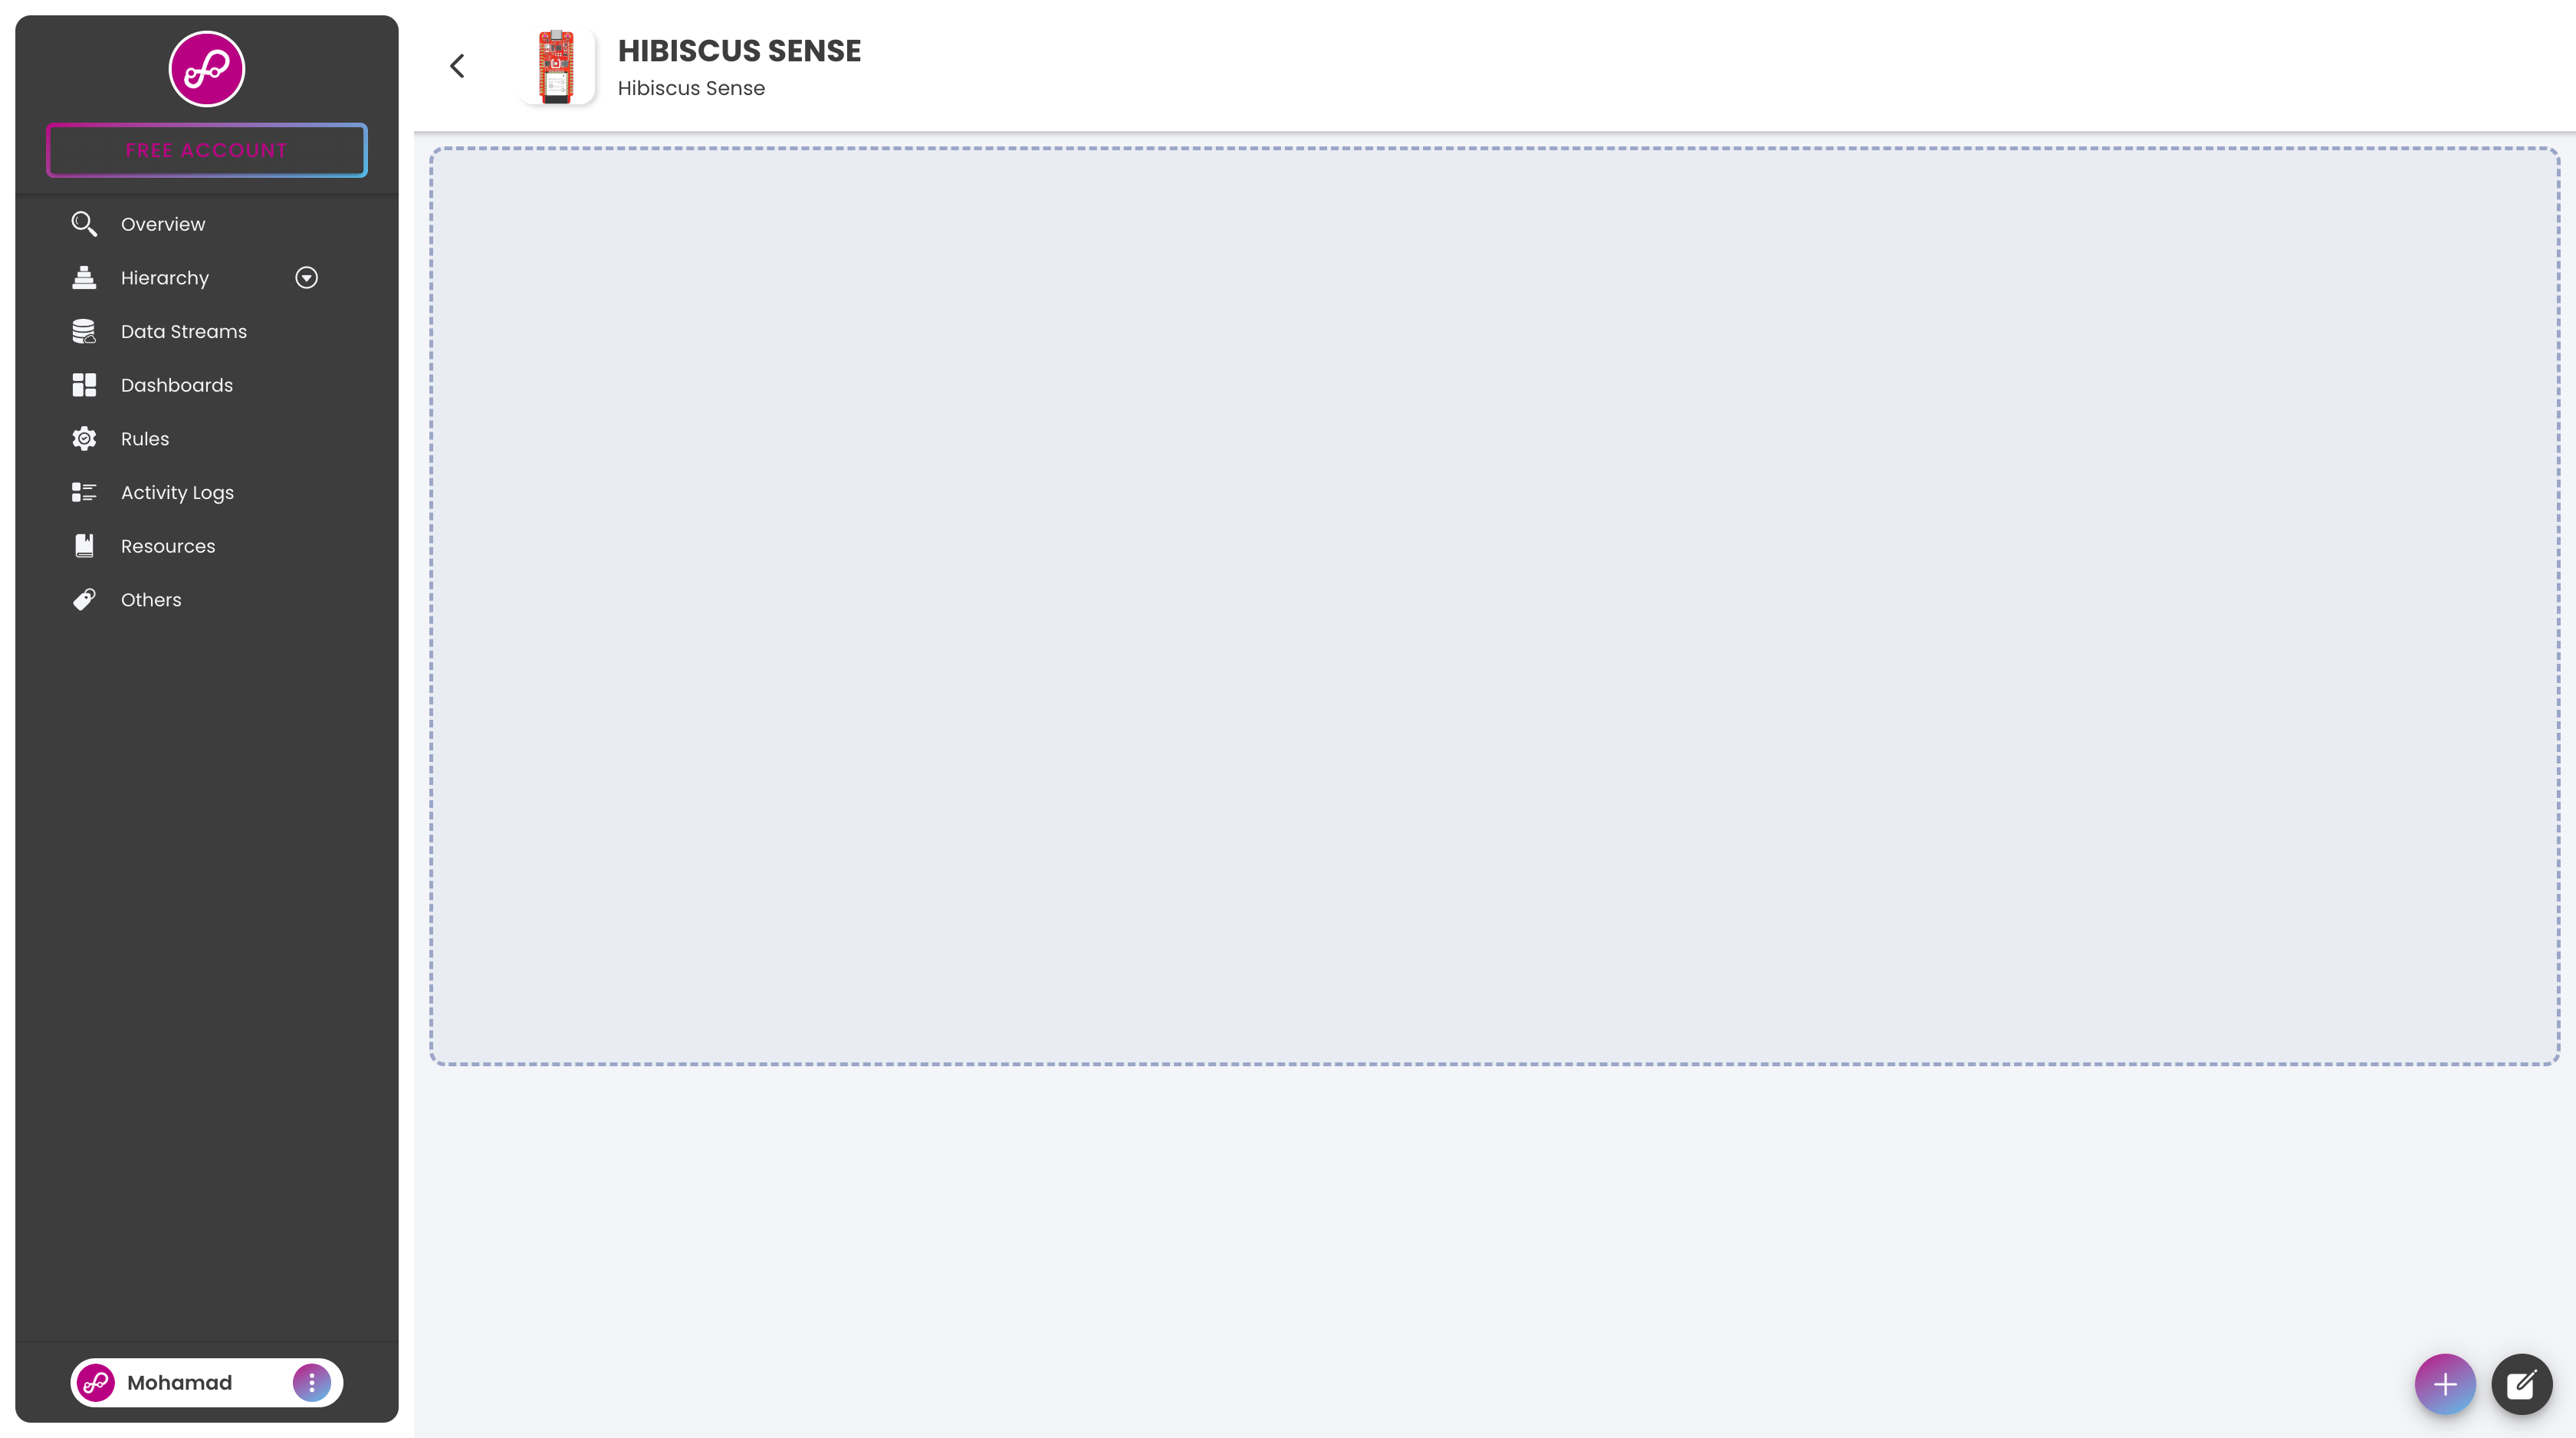 FREE ACCOUNT
Overview
Hierarchy
Data Streams
Dashboards
Rules
Activity Logs
Resources
Others
Mohamad
HIBISCUS SENSE
Hibiscus Sense